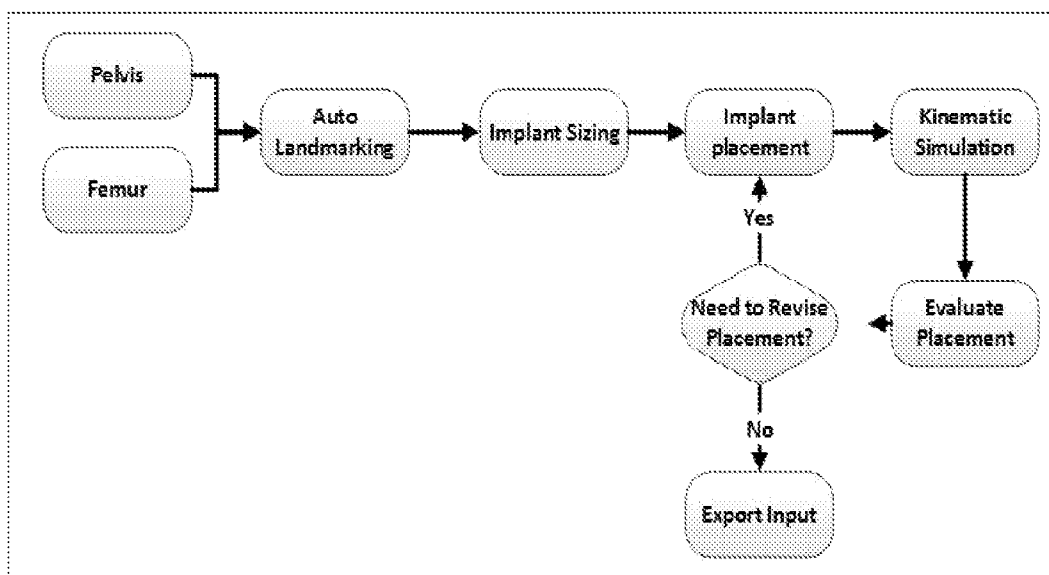 Pelvis
Femur
Auto
Landmarking
Implant Sizing
Implant
placement
Kinematic
Simulation
Evaluate
Placement
Need to Revise
Placement?
Yes
No
Export Input